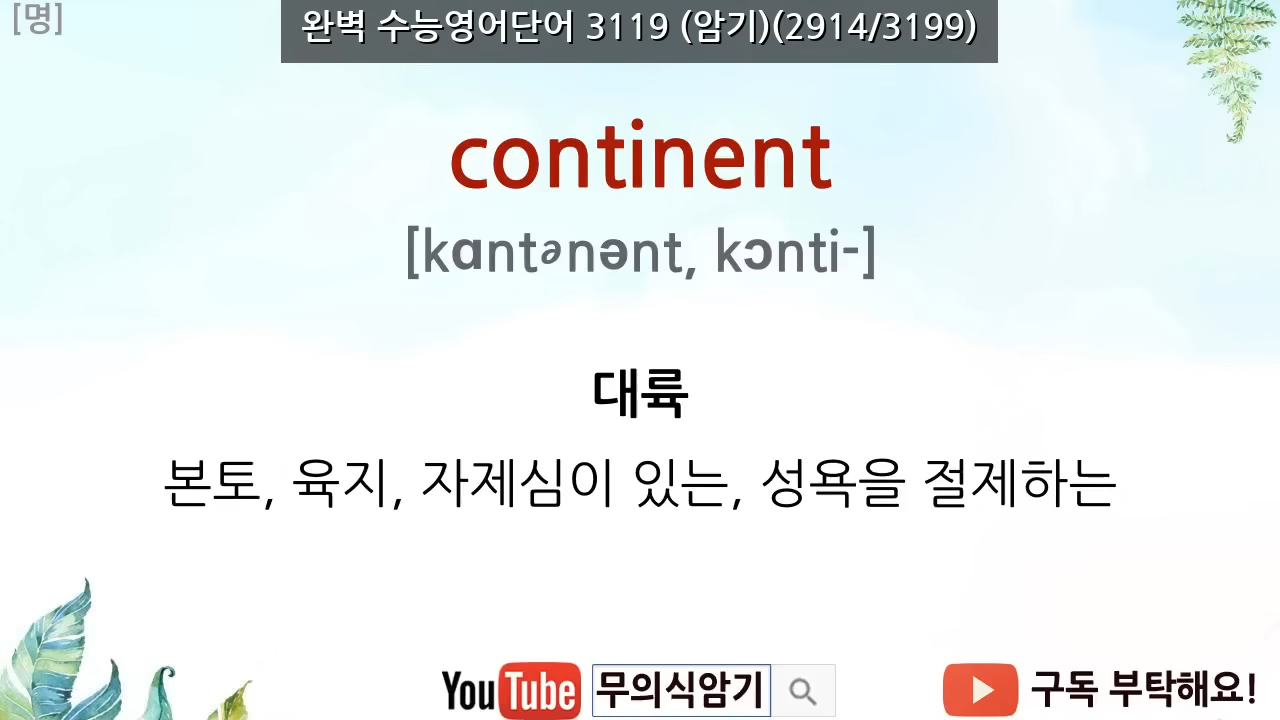 [명]
완벽 수능영어단어 3119 (암기)(2914/3199)
continent
[kɑntənənt, kɔnti-]
대륙
본토, 육지, 자제심이 있는, 성욕을 절제하는
YouTube 무의식암기
구독 부탁해요!